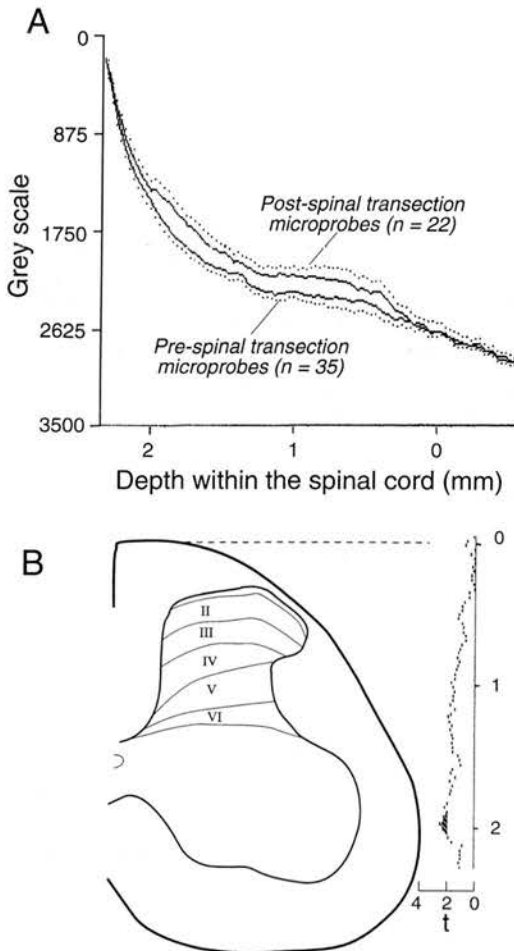 A
0
875
1750
2625
3500
Grey scale
Post-spinal transection
microprobes (n = 22)
Pre-spinal transection
microprobes (n = 35)
2 1 0
Depth within the spinal cord (mm)
B
II
III
IV
V
VI
0
1
2
4 2 0
t